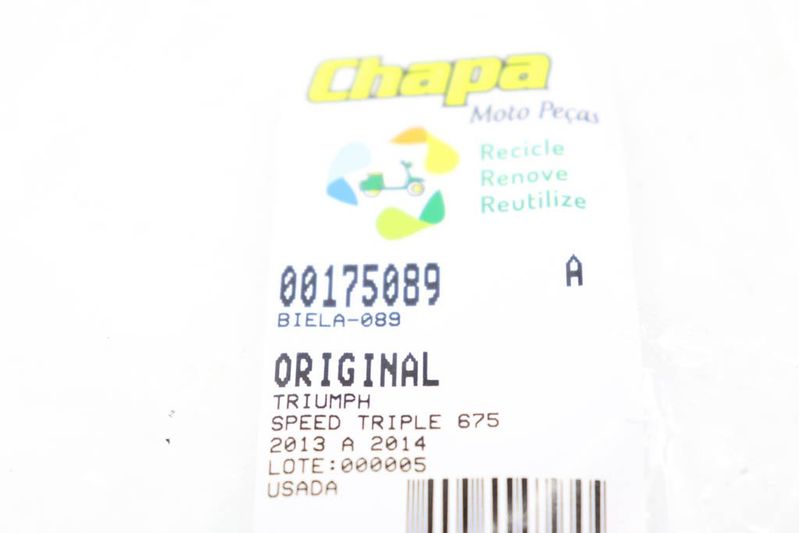 Chapa
Moto Peças
Recicle
Renove
Reutilize
00175089 A
BIELA-089
ORIGINAL
TRIUMPH
SPEED TRIPLE 675
2013 A 2014
LOTE:000005
USADA